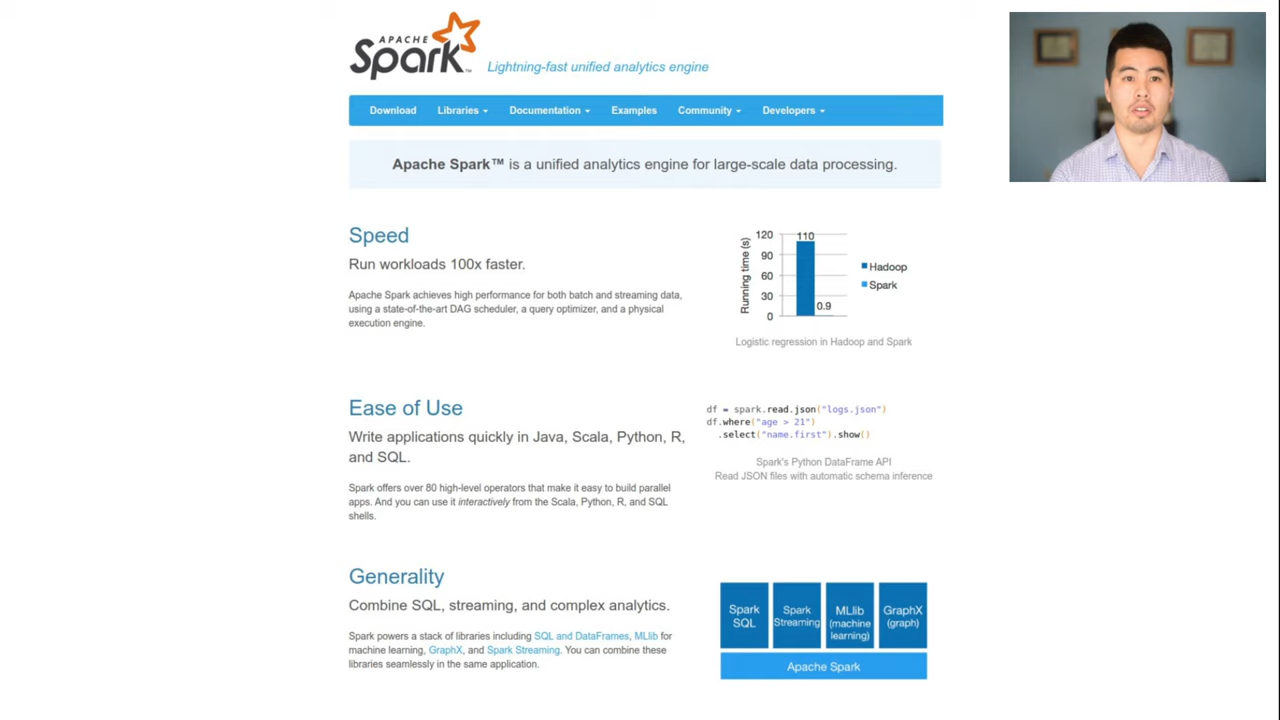 APACHE
Spark™
Lightning-fast unified analytics engine
Download Libraries Documentation Examples Community Developers
Apache Spark™ is a unified analytics engine for large-scale data processing.
Speed
Run workloads 100x faster.
Apache Spark achieves high performance for both batch and streaming data,
using a state-of-the-art DAG scheduler, a query optimizer, and a physical
execution engine.
Running time (s)
120
90
60
30
0
110
0.9
Hadoop
Spark
Logistic regression in Hadoop and Spark
Ease of Use
Write applications quickly in Java, Scala, Python, R,
and SQL.
Spark offers over 80 high-level operators that make it easy to build parallel
apps. And you can use it interactively from the Scala, Python, R, and SQL
shells.
df = spark.read.json("logs.json")
df.where("age > 21")
.select("name.first").show()
Spark's Python DataFrame API
Read JSON files with automatic schema inference
Generality
Combine SQL, streaming, and complex analytics.
Spark powers a stack of libraries including SQL and DataFrames, MLlib for
machine learning, GraphX, and Spark Streaming. You can combine these
libraries seamlessly in the same application.
Spark
SQL
Spark
Streaming
MLlib
(machine
learning)
GraphX
(graph)
Apache Spark